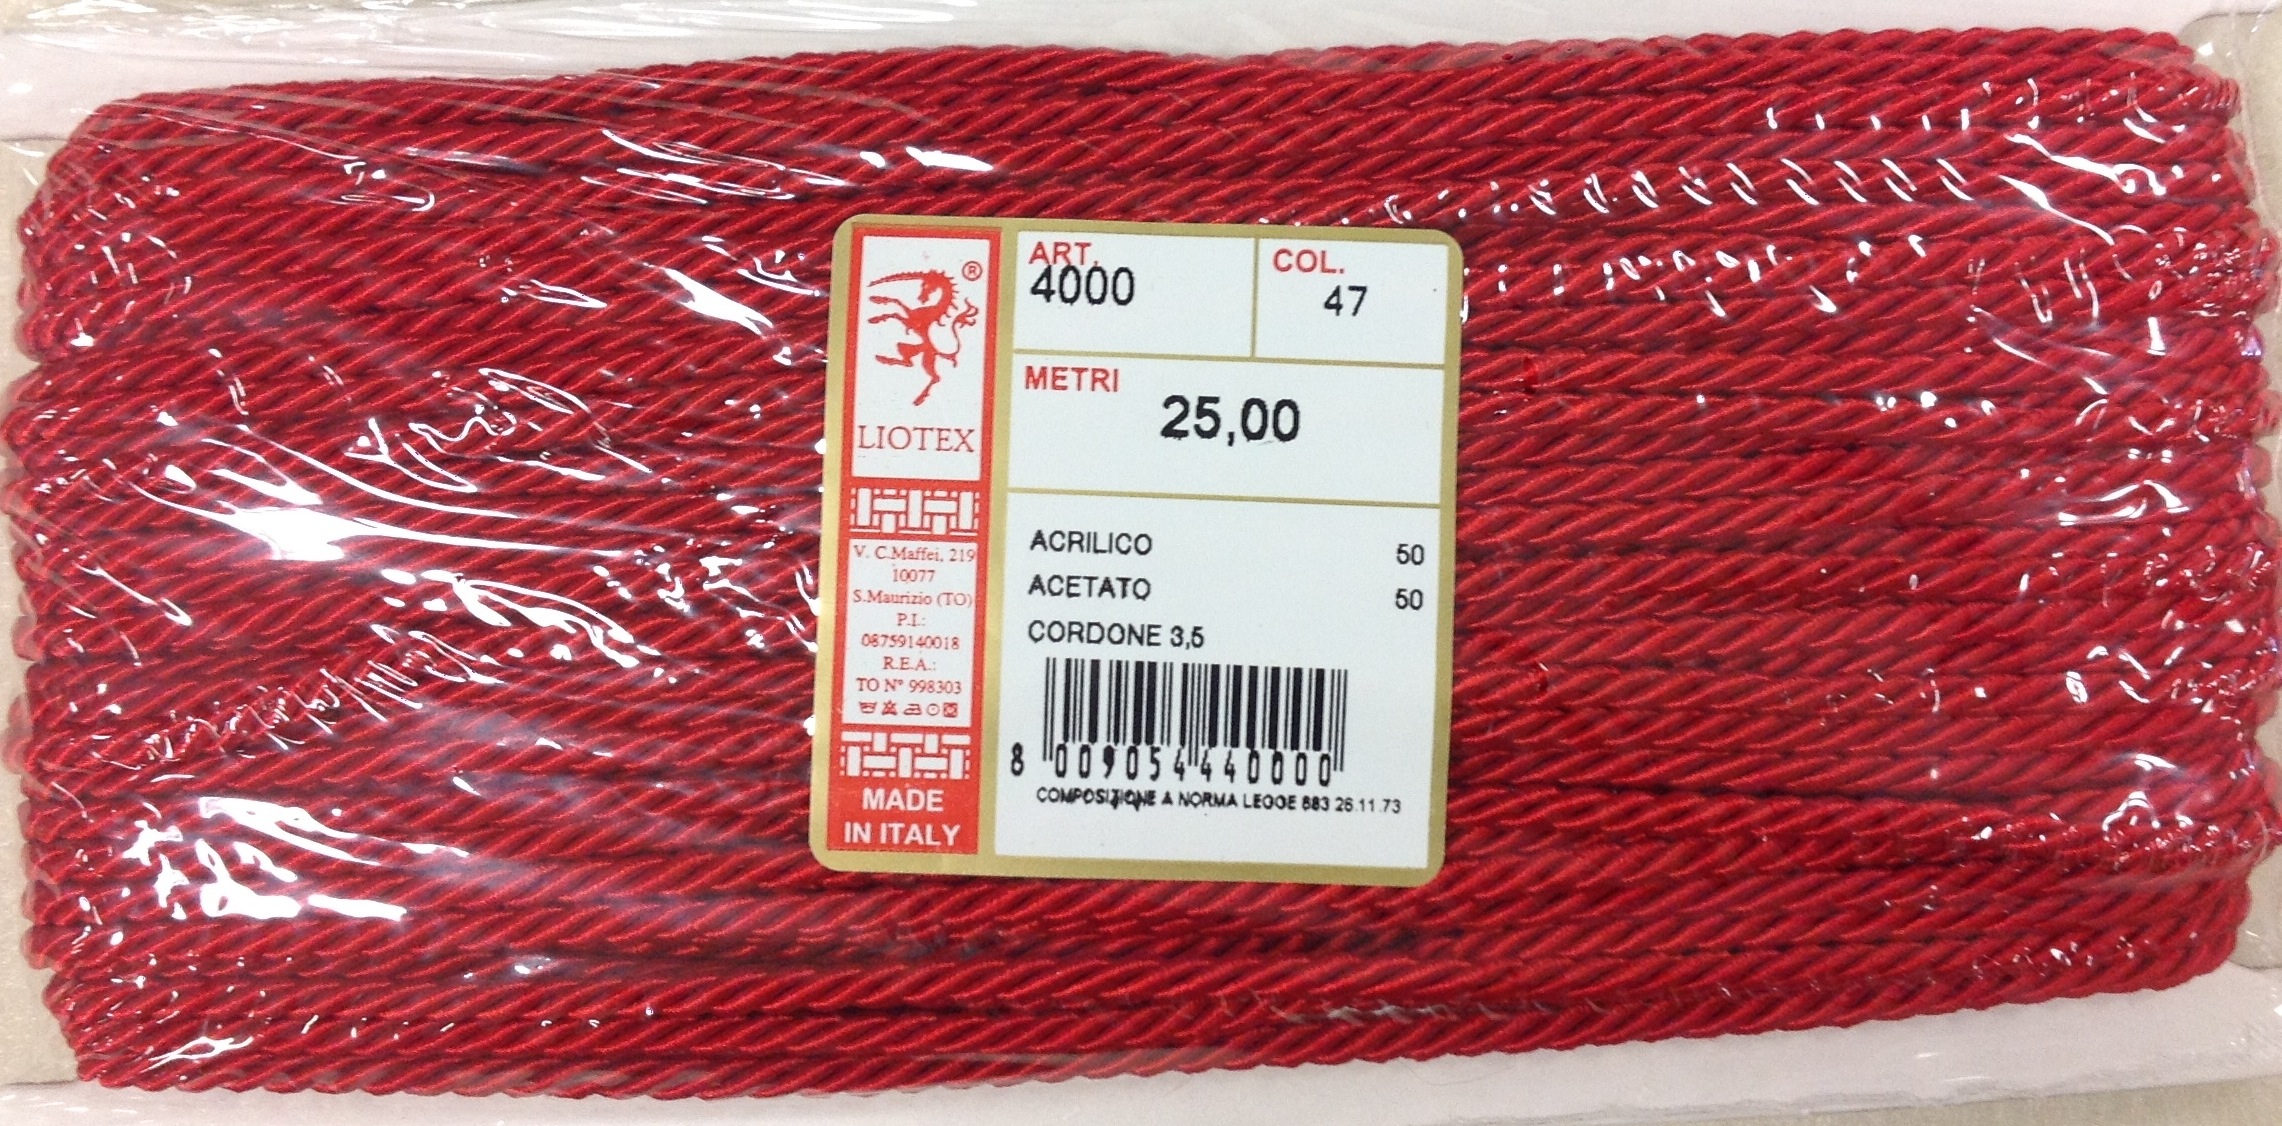 ®
LIOTEX
V. C.Maffei, 219
10077
S.Maurizio (TO)
P.I.:
08759140018
R.E.A.:
TO N° 998303
MADE
IN ITALY
ART.
4000
COL.
47
METRI
25,00
ACRILICO 50
ACETATO 50
CORDONE 3,5
8 009054 440000
COMPOSIZIONE A NORMA LEGGE 883 26.11.73